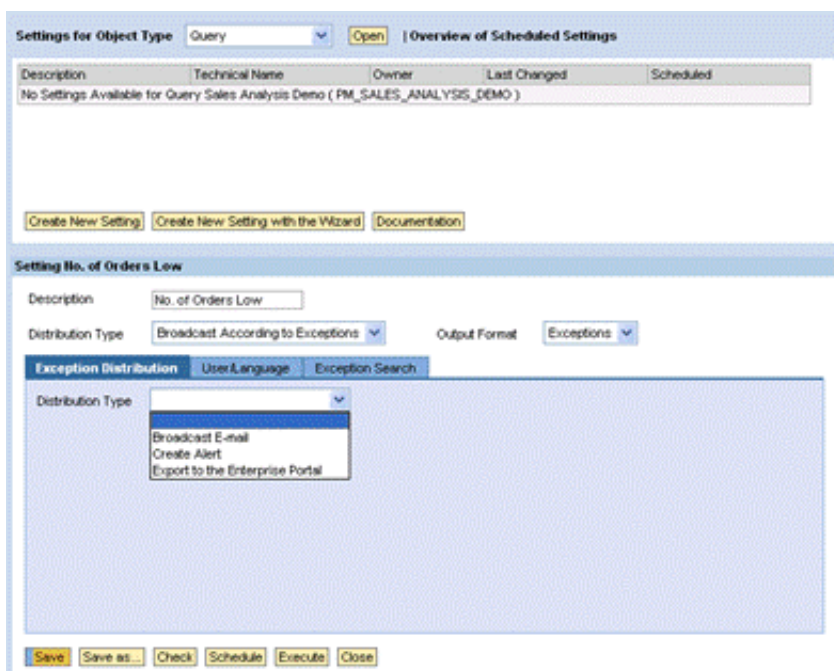 Settings for Object Type Query Open | Overview of Scheduled Settings
Description Technical Name Owner Last Changed Scheduled
No Settings Available for Query Sales Analysis Demo ( PM_SALES_ANALYSIS_DEMO )
Create New Setting Create New Setting with the Wizard Documentation
Setting No. of Orders Low
Description No. of Orders Low
Distribution Type Broadcast According to Exceptions Output Format Exceptions
Exception Distribution User/Language Exception Search
Distribution Type
Broadcast E-mail
Create Alert
Export to the Enterprise Portal
Save Save as... Check Schedule Execute Close